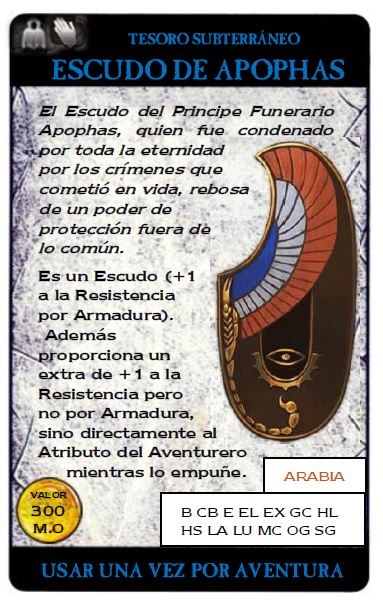 TESORO SUBTERRÁNEO
ESCUDO DE APOPHAS
El Escudo del Principe Funerario
Apophas, quien fue condenado
por toda la eternidad
por los crímenes que
cometió en vida, rebosa
de un poder de
protección fuera de
lo común.
Es un Escudo (+1
a la Resistencia
por Armadura).
Además
proporciona un
extra de +1 a la
Resistencia pero
no por Armadura,
sino directamente al
Atributo del Aventurero
mientras lo empuñe.
ARABIA
VALOR
300
M.O
B CB E EL EX GC HL
HS LA LU MC OG SG
USAR UNA VEZ POR AVENTURA